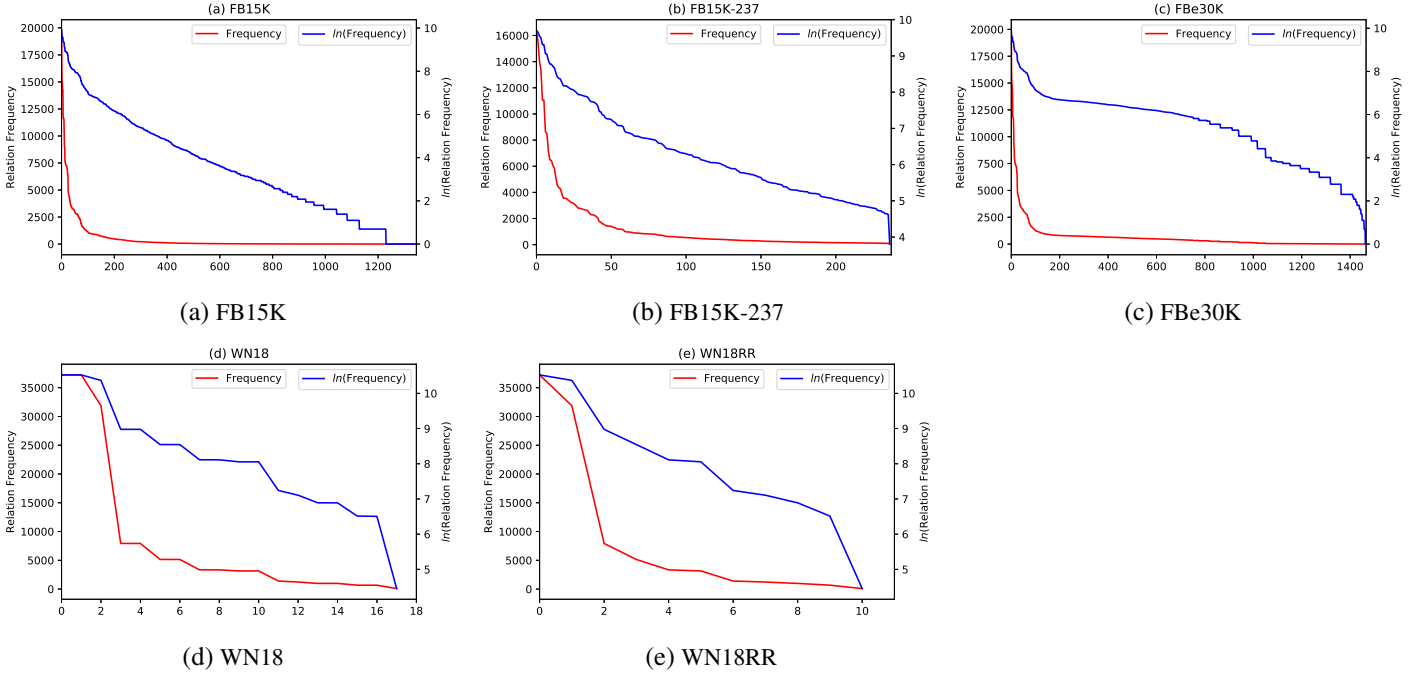 (a) FB15K
Relation Frequency
20000
17500
15000
12500
10000
7500
5000
2500
0
Frequency
ln(Frequency)
10
8
6
4
2
0
ln(Relation Frequency)
0 200 400 600 800 1000 1200
(a) FB15K
(b) FB15K-237
Relation Frequency
16000
14000
12000
10000
8000
6000
4000
2000
0
Frequency
ln(Frequency)
10
9
8
7
6
5
4
ln(Relation Frequency)
0 50 100 150 200
(b) FB15K-237
(c) FBe30K
Relation Frequency
20000
17500
15000
12500
10000
7500
5000
2500
0
Frequency
ln(Frequency)
10
8
6
4
2
0
ln(Relation Frequency)
0 200 400 600 800 1000 1200 1400
(c) FBe30K
(d) WN18
Relation Frequency
35000
30000
25000
20000
15000
10000
5000
0
Frequency
ln(Frequency)
10
9
8
7
6
5
ln(Relation Frequency)
0 2 4 6 8 10 12 14 16 18
(d) WN18
(e) WN18RR
Relation Frequency
35000
30000
25000
20000
15000
10000
5000
0
Frequency
ln(Frequency)
10
9
8
7
6
5
ln(Relation Frequency)
0 2 4 6 8 10
(e) WN18RR